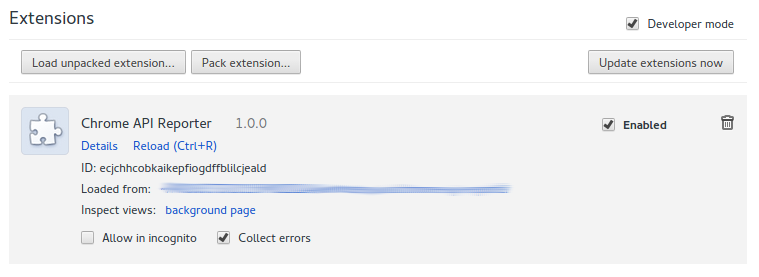 Extensions
Developer mode
Load unpacked extension... Pack extension... Update extensions now
Chrome API Reporter 1.0.0 Enabled
Details Reload (Ctrl+R)
ID: ecjchhcobkaikepfiogdffblilcjeald
Loaded from:
Inspect views: background page
Allow in incognito Collect errors